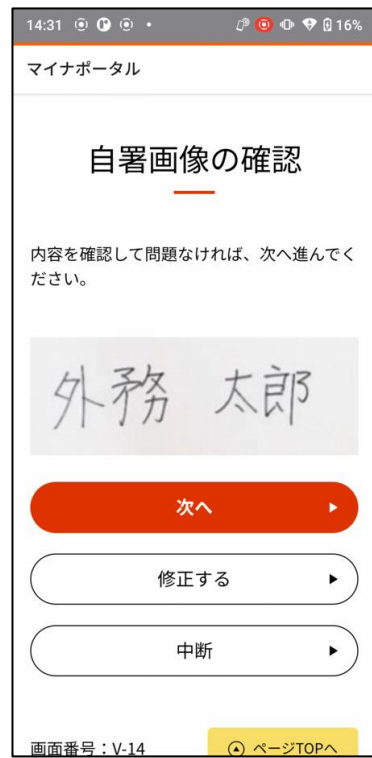 14:31 16%
マイナポータル
自署画像の確認
内容を確認して問題なければ、次へ進んでく
ださい。
外務 太郎
次へ
修正する
中断
画面番号：V-14 ページTOPへ